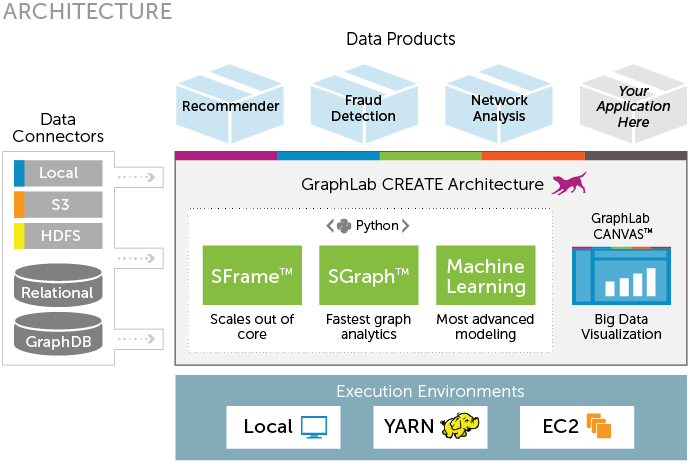 ARCHITECTURE
Data Products
Recommender
Fraud
Detection
Network
Analysis
Your
Application
Here
Data
Connectors
Local
S3
HDFS
Relational
GraphDB
GraphLab CREATE Architecture
< Python >
SFrame™
Scales out of
core
SGraph™
Fastest graph
analytics
Machine
Learning
Most advanced
modeling
GraphLab
CANVAS™
Big Data
Visualization
Execution Environments
Local
YARN
EC2